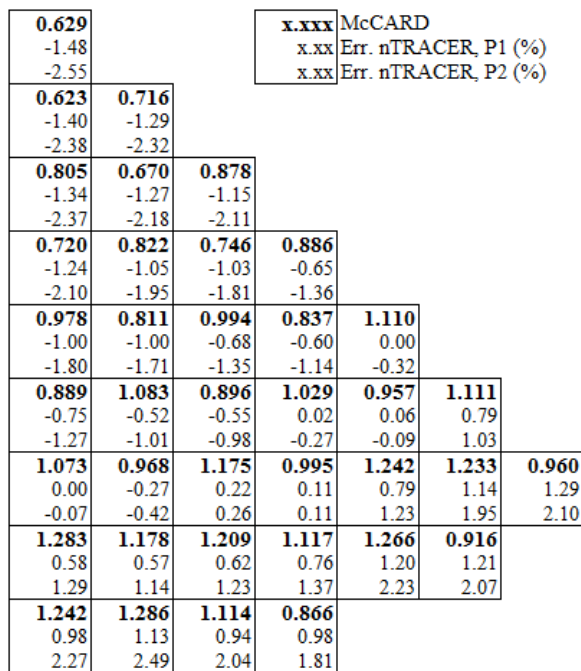 0.629 x.xxx McCARD
-1.48 x.xx Err. nTRACER, P1 (%)
-2.55 x.xx Err. nTRACER, P2 (%)
0.623 0.716
-1.40 -1.29
-2.38 -2.32
0.805 0.670 0.878
-1.34 -1.27 -1.15
-2.37 -2.18 -2.11
0.720 0.822 0.746 0.886
-1.24 -1.05 -1.03 -0.65
-2.10 -1.95 -1.81 -1.36
0.978 0.811 0.994 0.837 1.110
-1.00 -1.00 -0.68 -0.60 0.00
-1.80 -1.71 -1.35 -1.14 -0.32
0.889 1.083 0.896 1.029 0.957 1.111
-0.75 -0.52 -0.55 0.02 0.06 0.79
-1.27 -1.01 -0.98 -0.27 -0.09 1.03
1.073 0.968 1.175 0.995 1.242 1.233 0.960
0.00 -0.27 0.22 0.11 0.79 1.14 1.29
-0.07 -0.42 0.26 0.11 1.23 1.95 2.10
1.283 1.178 1.209 1.117 1.266 0.916
0.58 0.57 0.62 0.76 1.20 1.21
1.29 1.14 1.23 1.37 2.23 2.07
1.242 1.286 1.114 0.866
0.98 1.13 0.94 0.98
2.27 2.49 2.04 1.81